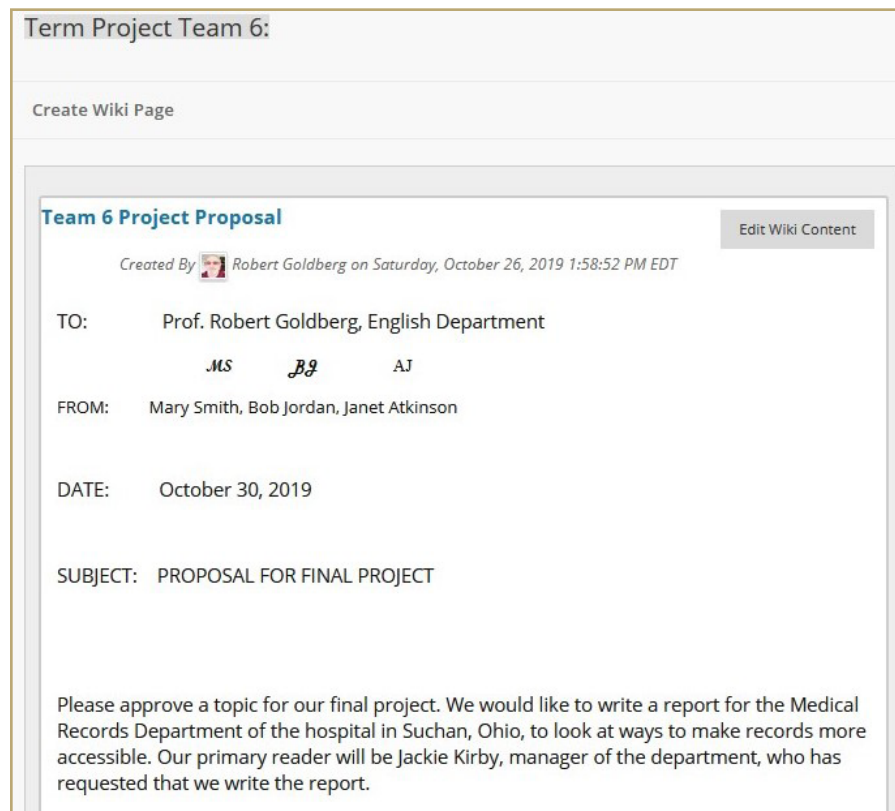 Term Project Team 6:
Create Wiki Page
Team 6 Project Proposal
Edit Wiki Content
Created By Robert Goldberg on Saturday, October 26, 2019 1:58:52 PM EDT
TO: Prof. Robert Goldberg, English Department
MS BJ AJ
FROM: Mary Smith, Bob Jordan, Janet Atkinson
DATE: October 30, 2019
SUBJECT: PROPOSAL FOR FINAL PROJECT
Please approve a topic for our final project. We would like to write a report for the Medical
Records Department of the hospital in Suchan, Ohio, to look at ways to make records more
accessible. Our primary reader will be Jackie Kirby, manager of the department, who has
requested that we write the report.